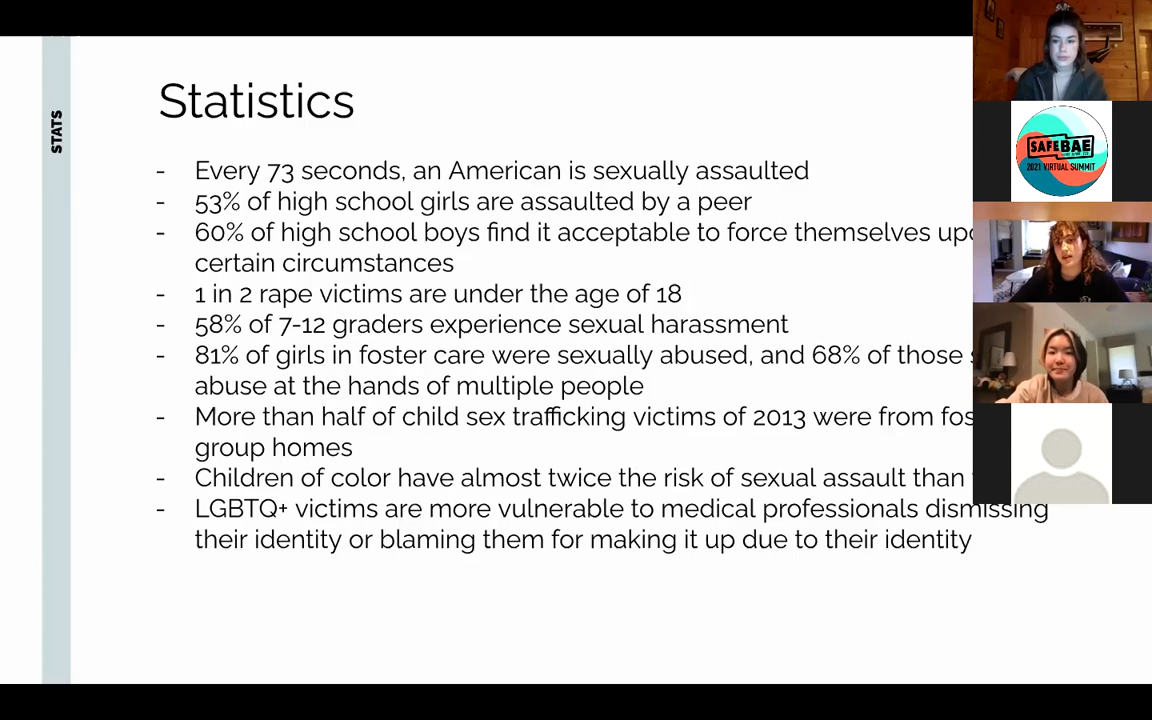 STATS
Statistics
- Every 73 seconds, an American is sexually assaulted
- 53% of high school girls are assaulted by a peer
- 60% of high school boys find it acceptable to force themselves
certain circumstances
- 1 in 2 rape victims are under the age of 18
- 58% of 7-12 graders experience sexual harassment
- 81% of girls in foster care were sexually abused, and 68% of those
abuse at the hands of multiple people
- More than half of child sex trafficking victims of 2013 were from
group homes
- Children of color have almost twice the risk of sexual assault than
- LGBTQ+ victims are more vulnerable to medical professionals dismissing
their identity or blaming them for making it up due to their identity
SAFEBAE
2021 VIRTUAL SUMMIT